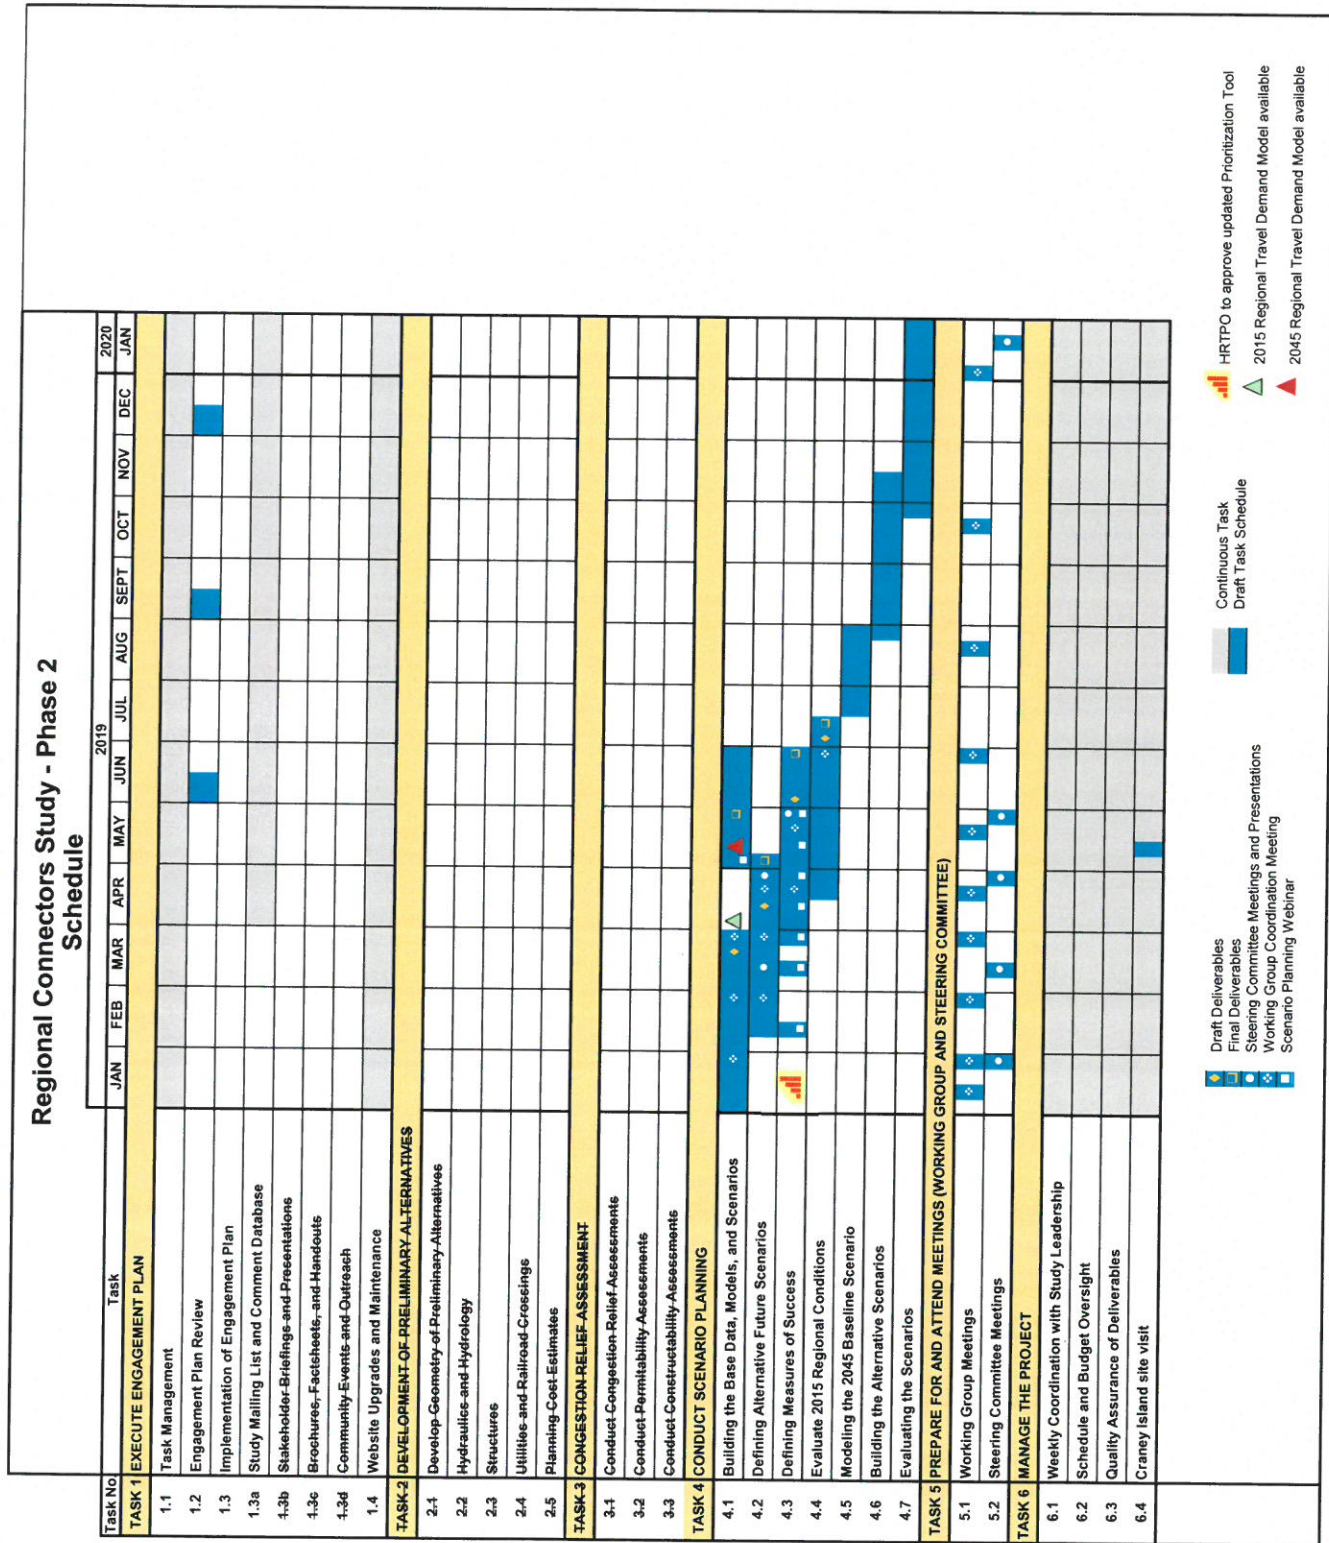 Regional Connectors Study - Phase 2
Schedule
Task No
Task
2019
2020
JAN
FEB
MAR
APR
MAY
JUN
JUL
AUG
SEPT
OCT
NOV
DEC
JAN
TASK 1 EXECUTE ENGAGEMENT PLAN
1.1 Task Management
1.2 Engagement Plan Review
1.3 Implementation of Engagement Plan
1.3a Study Mailing List and Comment Database
1.3b Stakeholder Briefings and Presentations
1.3c Brochures, Factsheets, and Handouts
1.3d Community Events and Outreach
1.4 Website Upgrades and Maintenance
TASK 2 DEVELOPMENT OF PRELIMINARY ALTERNATIVES
2.1 Develop Geometry of Preliminary Alternatives
2.2 Hydraulics and Hydrology
2.3 Structures
2.4 Utilities and Railroad Crossings
2.5 Planning Cost Estimates
TASK 3 CONGESTION RELIEF ASSESSMENT
3.1 Conduct Congestion Relief Assessments
3.2 Conduct Permitability Assessments
3.3 Conduct Constructability Assessments
TASK 4 CONDUCT SCENARIO PLANNING
4.1 Building the Base Data, Models, and Scenarios
4.2 Defining Alternative Future Scenarios
4.3 Defining Measures of Success
4.4 Evaluate 2015 Regional Conditions
4.5 Modeling the 2045 Baseline Scenario
4.6 Building the Alternative Scenarios
4.7 Evaluating the Scenarios
TASK 5 PREPARE FOR AND ATTEND MEETINGS (WORKING GROUP AND STEERING COMMITTEE)
5.1 Working Group Meetings
5.2 Steering Committee Meetings
TASK 6 MANAGE THE PROJECT
6.1 Weekly Coordination with Study Leadership
6.2 Schedule and Budget Oversight
6.3 Quality Assurance of Deliverables
6.4 Craney Island site visit
Draft Deliverables
Final Deliverables
Steering Committee Meetings and Presentations
Working Group Coordination Meeting
Scenario Planning Webinar
Continuous Task
Draft Task Schedule
HRTPO to approve updated Prioritization Tool
2015 Regional Travel Demand Model available
2045 Regional Travel Demand Model available